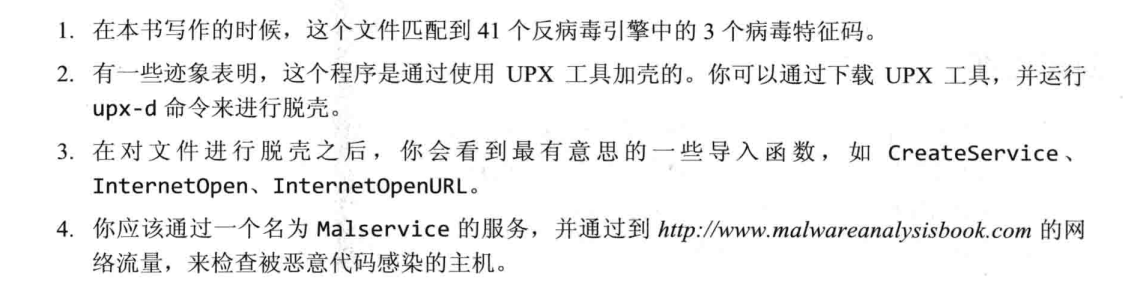 1. 在本书写作的时候，这个文件匹配到 41 个反病毒引擎中的 3 个病毒特征码。
2. 有一些迹象表明，这个程序是通过使用 UPX 工具加壳的。你可以通过下载 UPX 工具，并运行
upx-d 命令来进行脱壳。
3. 在对文件进行脱壳之后，你会看到最有意思的一些导入函数，如 CreateService、
InternetOpen、InternetOpenURL。
4. 你应该通过一个名为 Malservice 的服务，并通过到 http://www.malwareanalysisbook.com 的网
络流量，来检查被恶意代码感染的主机。